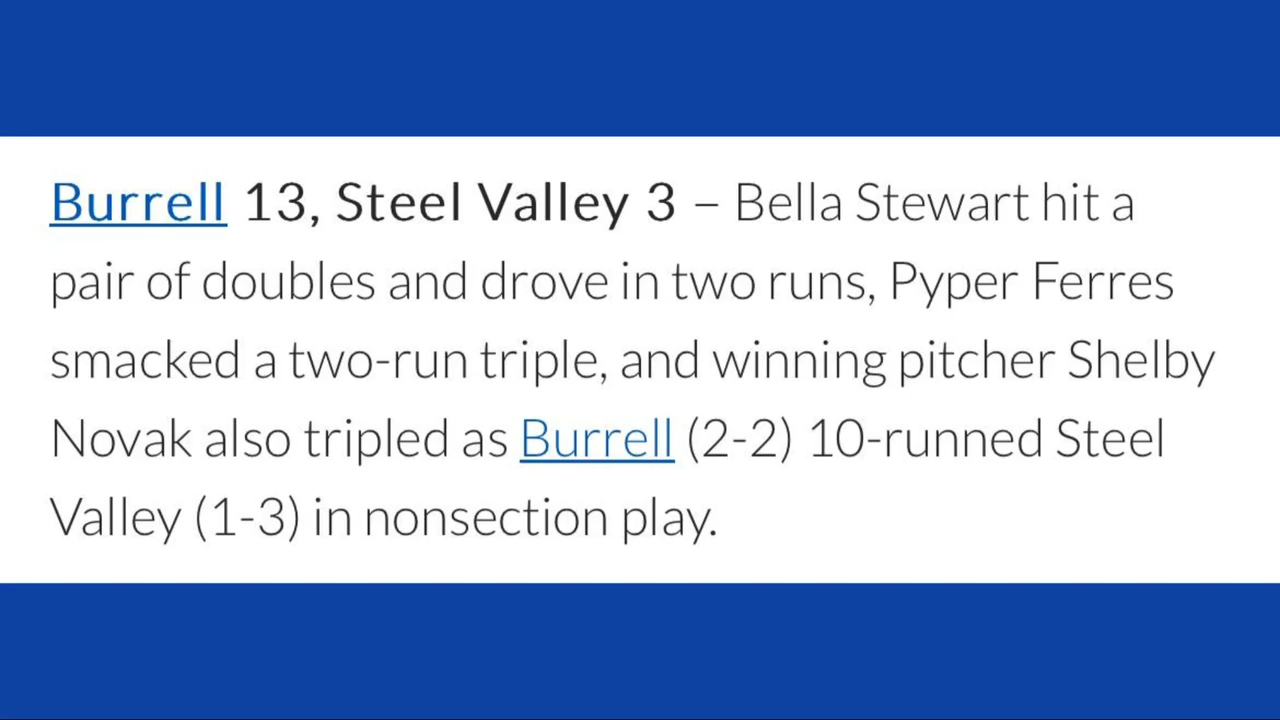 Burrell 13, Steel Valley 3 – Bella Stewart hit a
pair of doubles and drove in two runs, Pyper Ferres
smacked a two-run triple, and winning pitcher Shelby
Novak also tripled as Burrell (2-2) 10-runned Steel
Valley (1-3) in nonsection play.